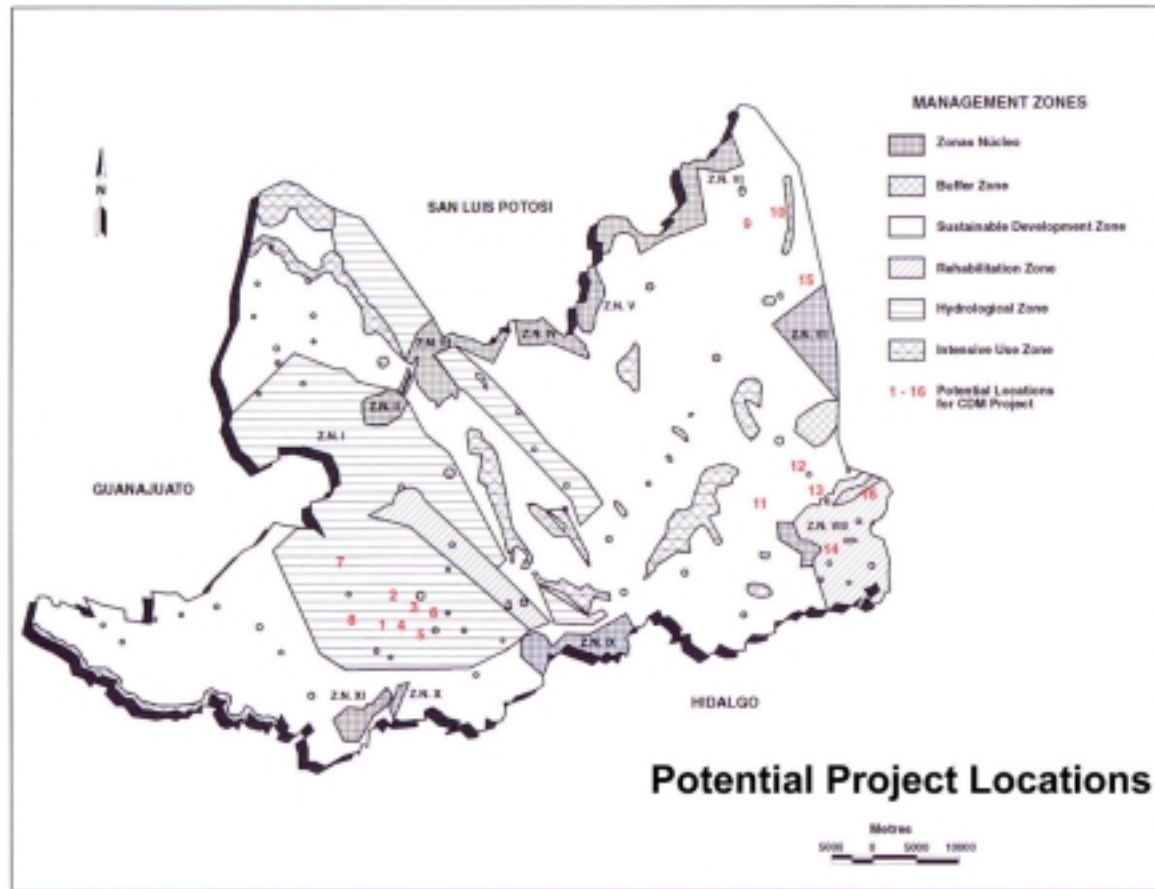 MANAGEMENT ZONES
Zonas Núcleo
Buffer Zone
Sustainable Development Zone
Rehabilitation Zone
Hydrological Zone
Intensive Use Zone
1 - 16 Potential Locations
for CDM Project
N
SAN LUIS POTOSI
Z.N. VI
9
10
15
Z.N. V
Z.N. IV
Z.N. VII
Z.N. II
Z.N. I
GUANAJUATO
12
13
16
11
Z.N. VIII
14
7
2
3
6
8
1
4
5
Z.N. IX
Z.N. XI
Z.N. X
HIDALGO
Potential Project Locations
Metres
5000 0 5000 10000